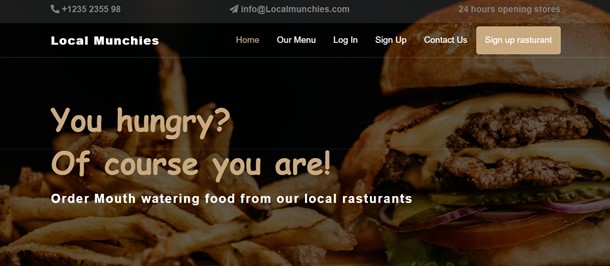 +1235 2355 98
info@Localmunchies.com
24 hours opening stores
Local Munchies
Home Our Menu Log In Sign Up Contact Us Sign up rasturant
You hungry?
Of course you are!
Order Mouth watering food from our local rasturants